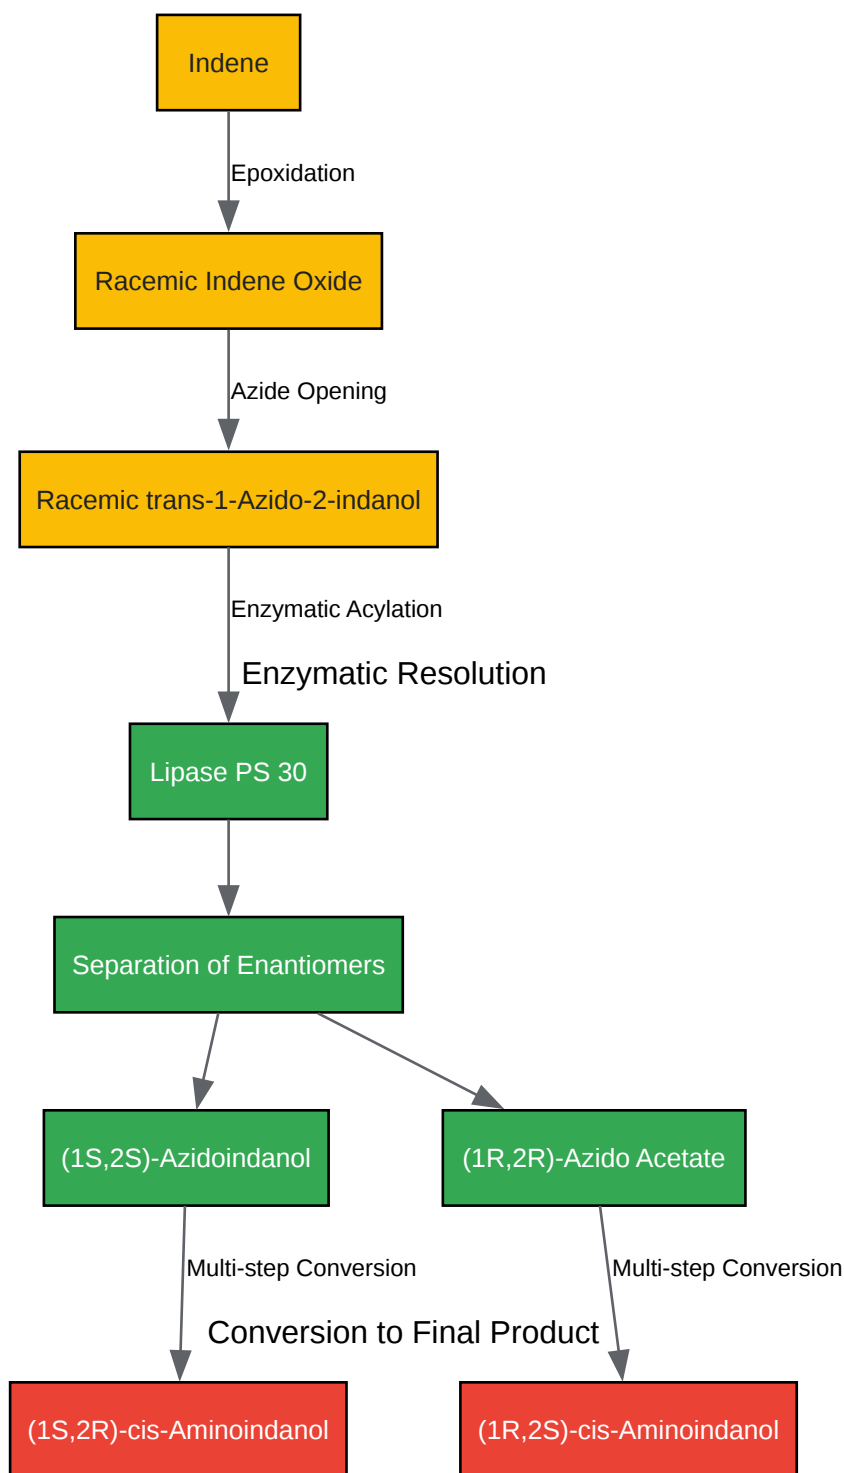 Indene
Epoxidation
Racemic Indene Oxide
Azide Opening
Racemic trans-1-Azido-2-indanol
Enzymatic Acylation
Enzymatic Resolution
Lipase PS 30
Separation of Enantiomers
(1S,2S)-Azidoindanol
(1R,2R)-Azido Acetate
Multi-step Conversion
Multi-step Conversion
Conversion to Final Product
(1S,2R)-cis-Aminoindanol
(1R,2S)-cis-Aminoindanol